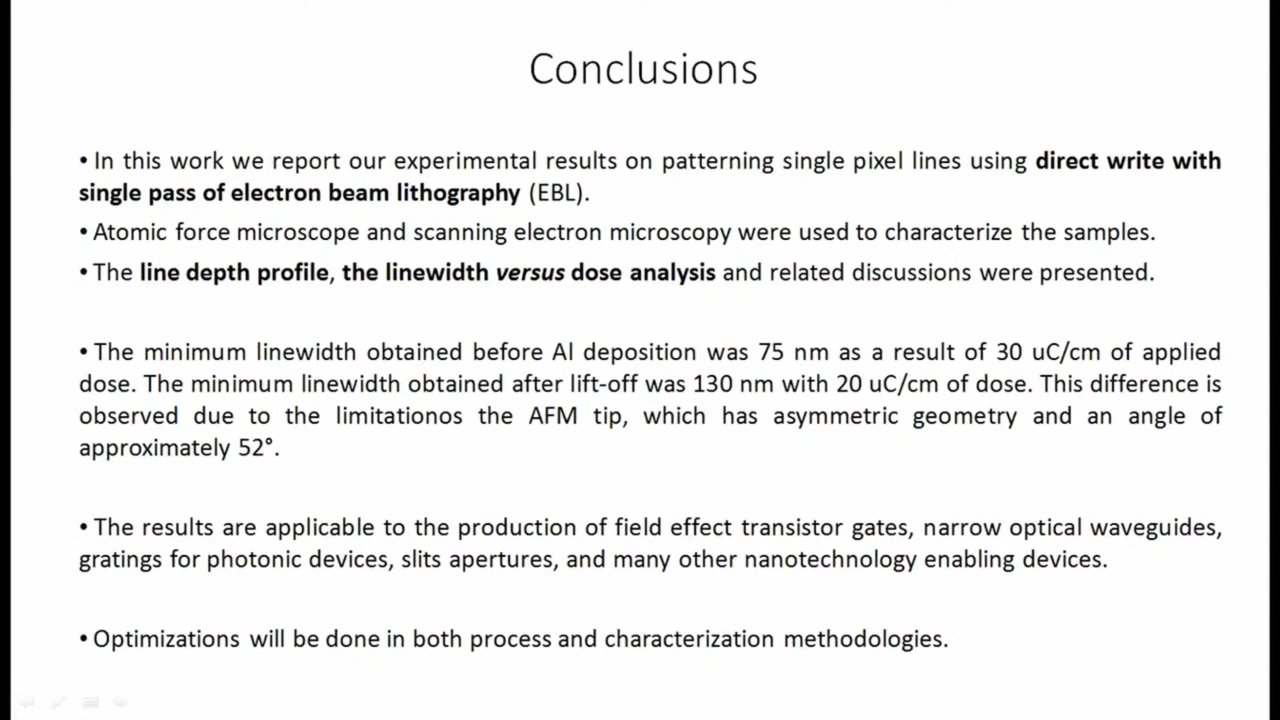 Conclusions
• In this work we report our experimental results on patterning single pixel lines using direct write with
single pass of electron beam lithography (EBL).
• Atomic force microscope and scanning electron microscopy were used to characterize the samples.
• The line depth profile, the linewidth versus dose analysis and related discussions were presented.
• The minimum linewidth obtained before Al deposition was 75 nm as a result of 30 uC/cm of applied
dose. The minimum linewidth obtained after lift-off was 130 nm with 20 uC/cm of dose. This difference is
observed due to the limitationos the AFM tip, which has asymmetric geometry and an angle of
approximately 52°.
• The results are applicable to the production of field effect transistor gates, narrow optical waveguides,
gratings for photonic devices, slits apertures, and many other nanotechnology enabling devices.
• Optimizations will be done in both process and characterization methodologies.